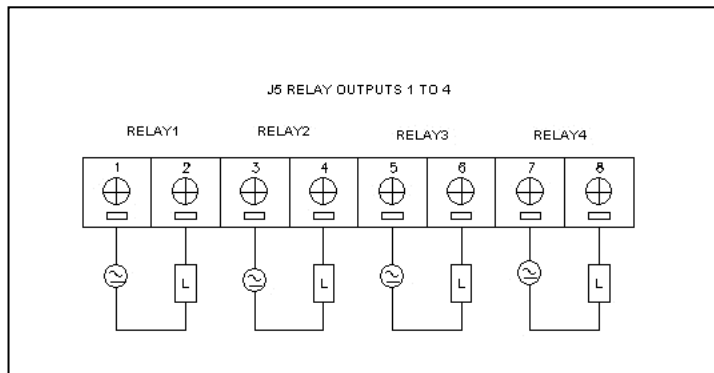 J5 RELAY OUTPUTS 1 TO 4
RELAY1 RELAY2 RELAY3 RELAY4
1 2 3 4 5 6 7 8
L L L L